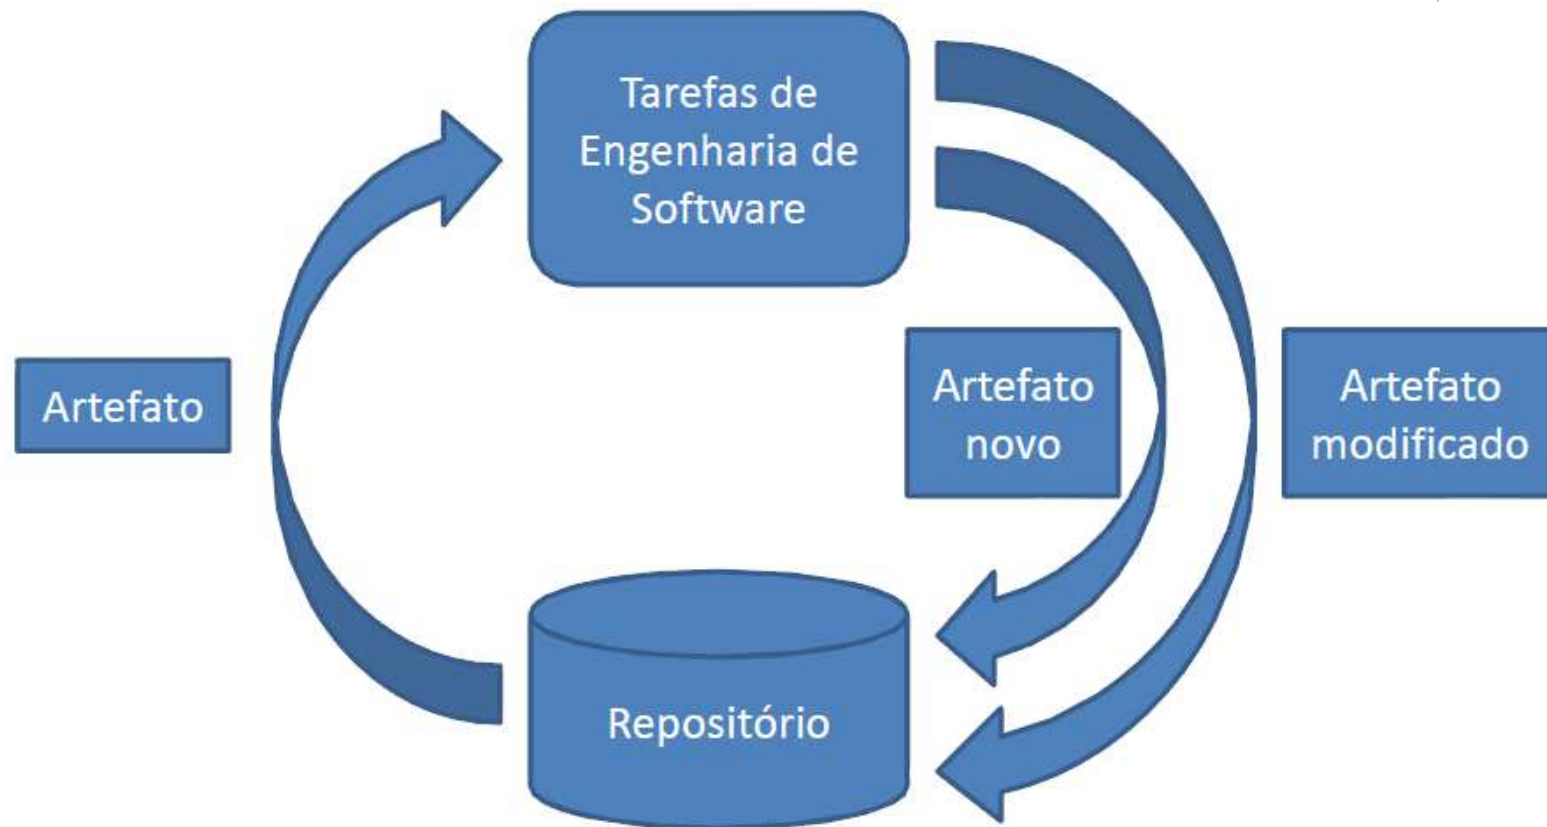 Tarefas de
Engenharia de
Software
Artefato
Artefato
novo
Artefato
modificado
Repositório